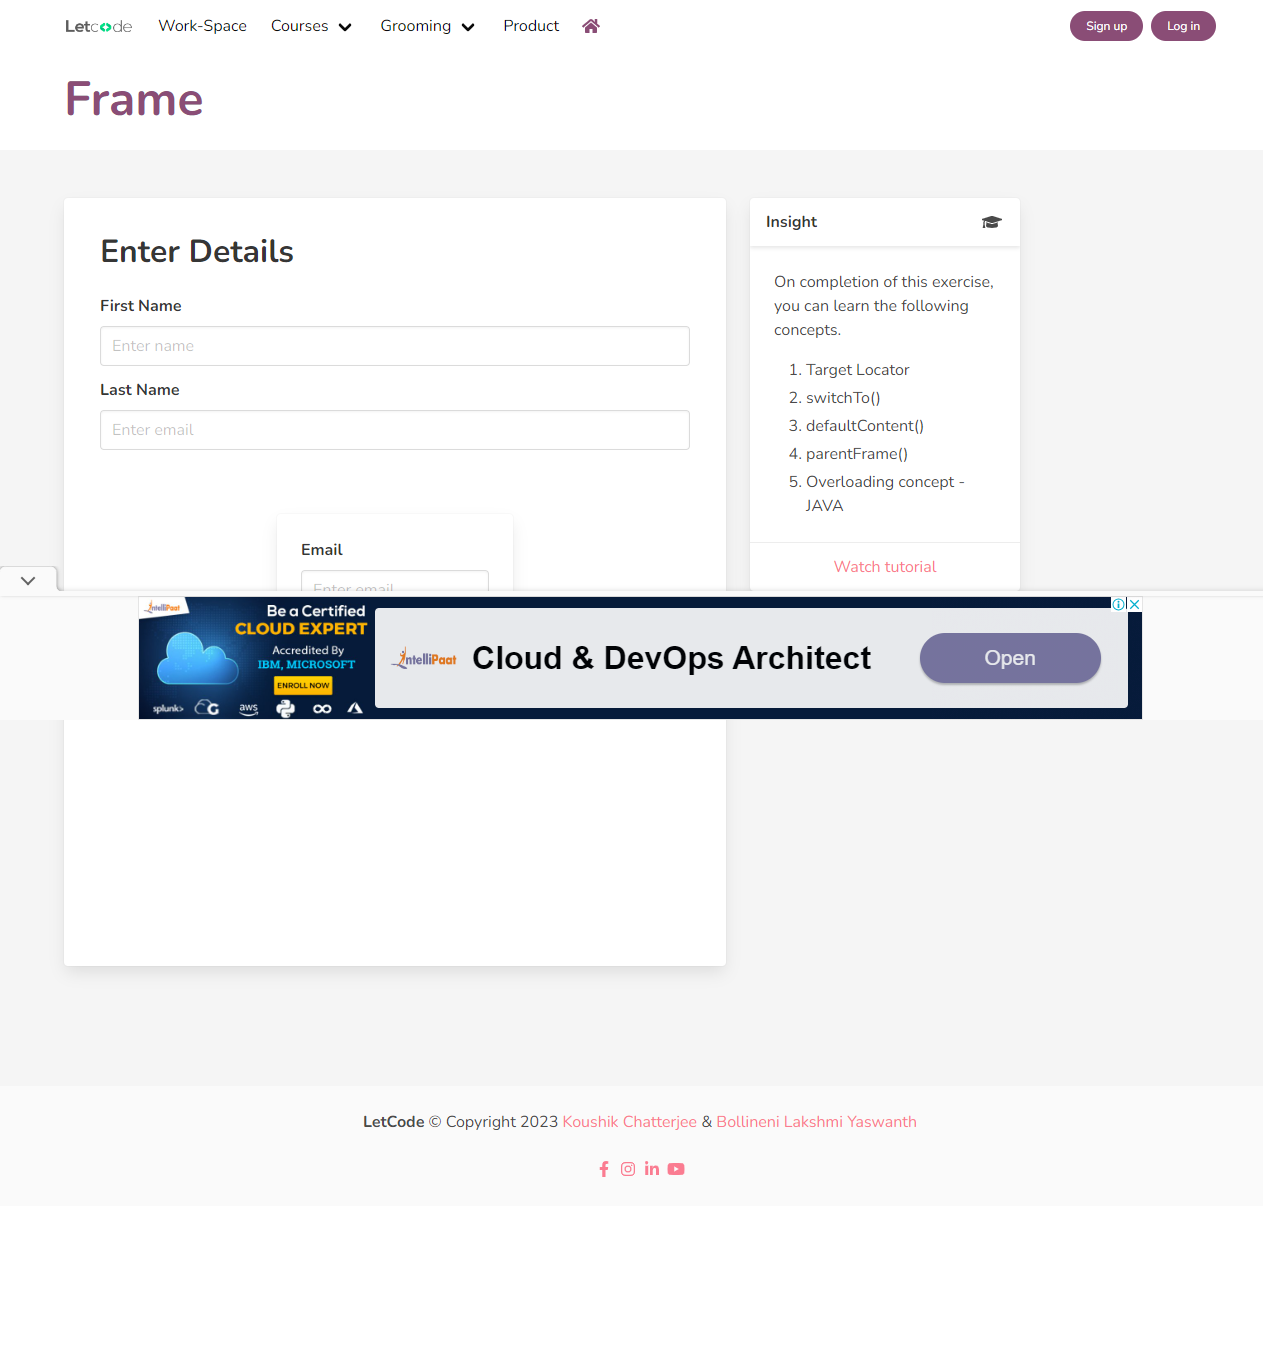 Letcode Work-Space Courses Grooming Product Sign up Log in
Frame
Enter Details
First Name
Enter name
Last Name
Enter email
Email
Enter email
Insight
On completion of this exercise,
you can learn the following
concepts.
1. Target Locator
2. switchTo()
3. defaultContent()
4. parentFrame()
5. Overloading concept -
JAVA
Watch tutorial
IntelliPaat
Be a Certified
CLOUD EXPERT
Accredited By
IBM, MICROSOFT
ENROLL NOW
splunk> G aws
IntelliPaat Cloud & DevOps Architect Open
LetCode © Copyright 2023 Koushik Chatterjee & Bollineni Lakshmi Yaswanth